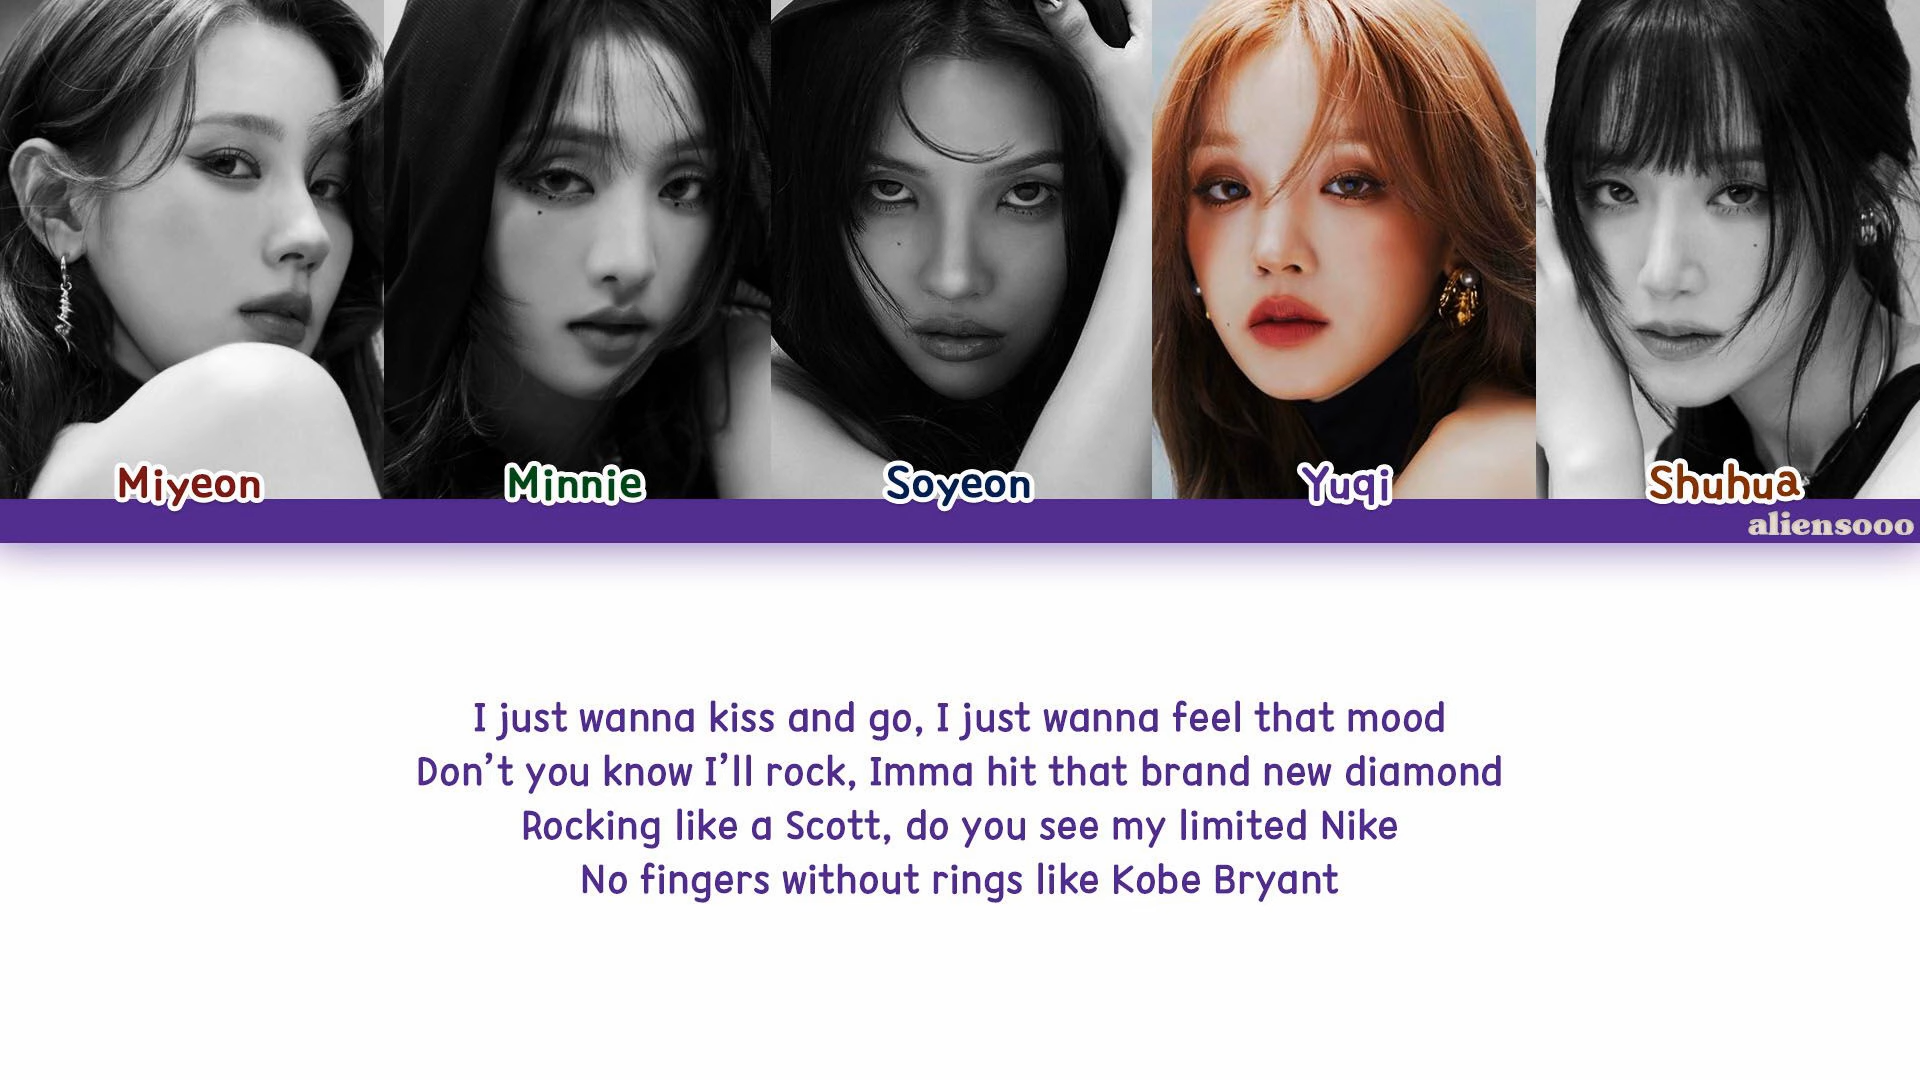 Miyeon
Minnie
Soyeon
Yuqi
Shuhua
aliensooo
I just wanna kiss and go, I just wanna feel that mood
Don't you know I'll rock, Imma hit that brand new diamond
Rocking like a Scott, do you see my limited Nike
No fingers without rings like Kobe Bryant